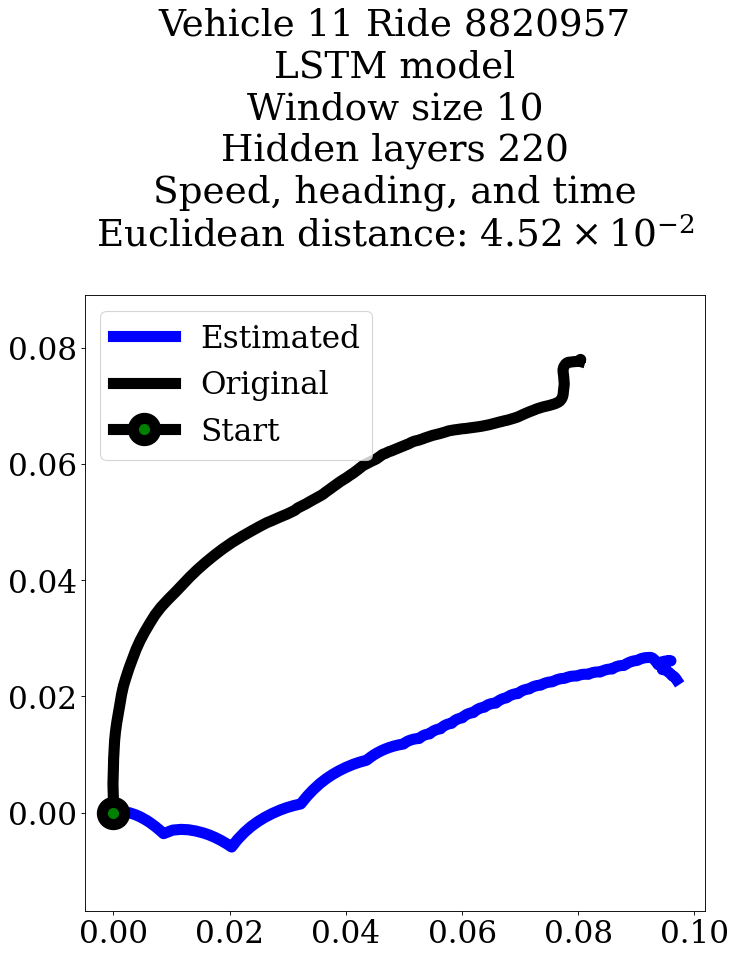 Vehicle 11 Ride 8820957
LSTM model
Window size 10
Hidden layers 220
Speed, heading, and time
Euclidean distance: 4.52 × 10⁻²
Estimated
Original
Start
0.08
0.06
0.04
0.02
0.00
0.00 0.02 0.04 0.06 0.08 0.10